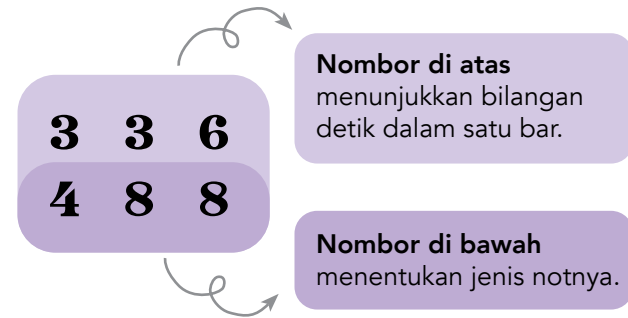 3 3 6
4 8 8
Nombor di atas
menunjukkan bilangan
detik dalam satu bar.
Nombor di bawah
menentukan jenis notnya.